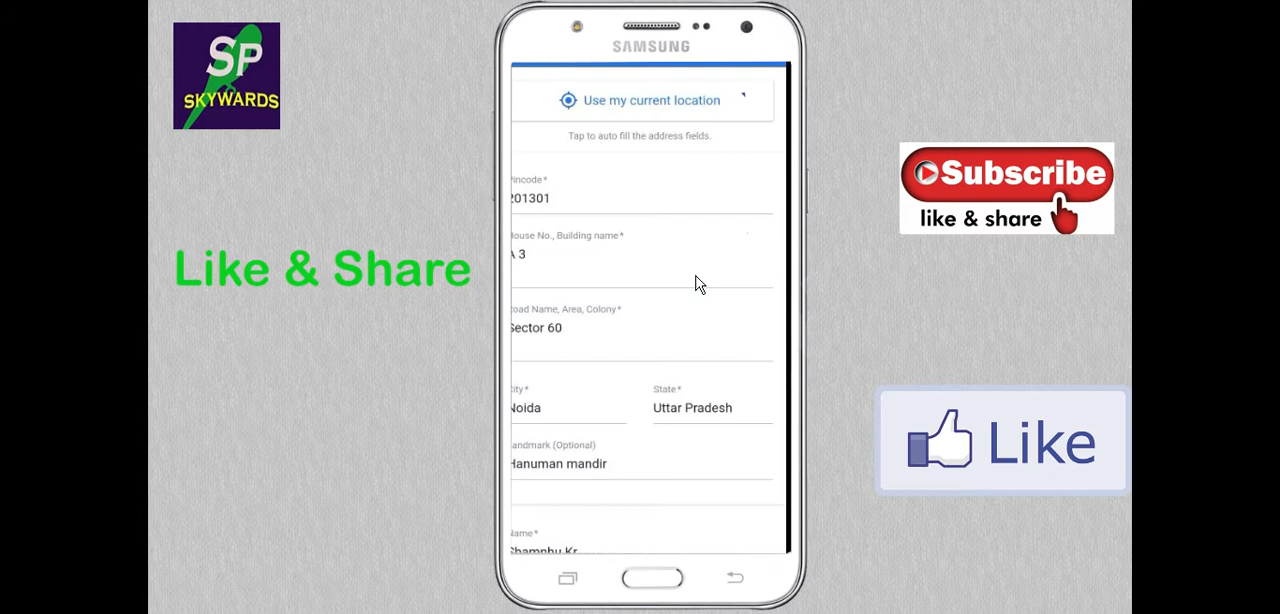 SP
SKYWARDS
Like & Share
SAMSUNG
Use my current location
Tap to auto fill the address fields.
Pincode*
201301
House No., Building name*
A 3
Road Name, Area, Colony*
Sector 60
City*
State*
Noida
Uttar Pradesh
Landmark (Optional)
Hanuman mandir
Name*
Shamphu Kr
Subscribe
like & share
Like